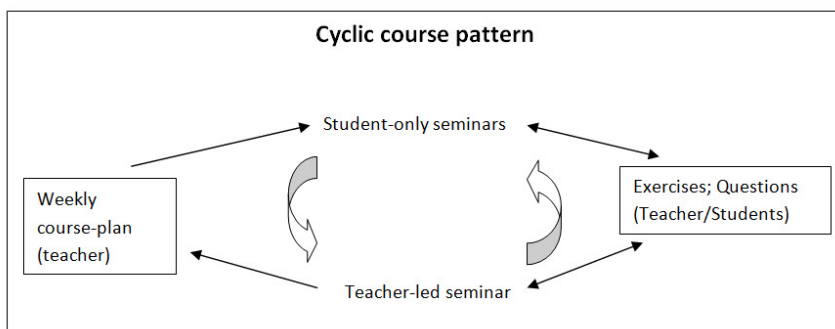 Cyclic course pattern
Student-only seminars
Weekly
course-plan
(teacher)
Exercises; Questions
(Teacher/Students)
Teacher-led seminar